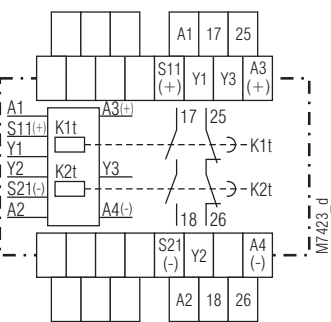 A1 17 25
S11 (+) Y1 Y3 A3 (+)
A1 A3(+)
S11(+) K1t 17 25
Y1 K1t
Y2 K2t Y3
S21(-) K2t
A2 A4(-) 18 26
S21 (-) Y2 A4 (-)
A2 18 26
M7423_d